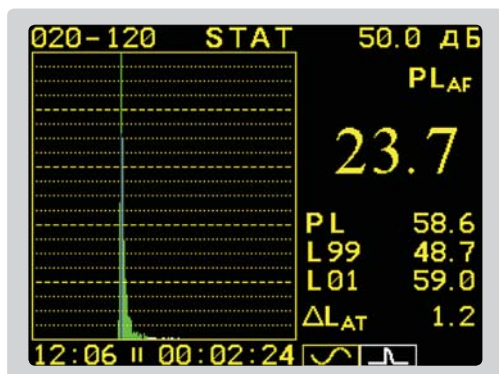 020-120 STAT 50.0 дБ
PLAF
23.7
PL 58.6
L99 48.7
L01 59.0
ΔLAT 1.2
12:06 II 00:02:24